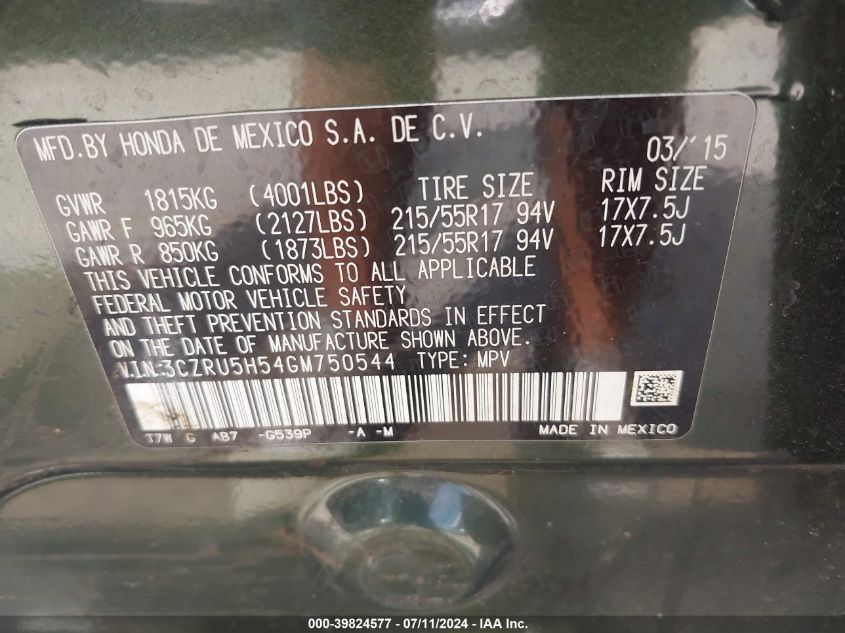 MFD.BY HONDA DE MEXICO S.A. DE C.V. 03/'15
GVWR 1815KG (4001LBS) TIRE SIZE RIM SIZE
GAWR F 965KG (2127LBS) 215/55R17 94V 17X7.5J
GAWR R 850KG (1873LBS) 215/55R17 94V 17X7.5J
THIS VEHICLE CONFORMS TO ALL APPLICABLE
FEDERAL MOTOR VEHICLE SAFETY
AND THEFT PREVENTION STANDARDS IN EFFECT
ON THE DATE OF MANUFACTURE SHOWN ABOVE.
V.I.N:3CZRU5H54GM750544 TYPE: MPV
T7W G AB7 -G539P -A -M MADE IN MEXICO
000-39824577 - 07/11/2024 - IAA Inc.